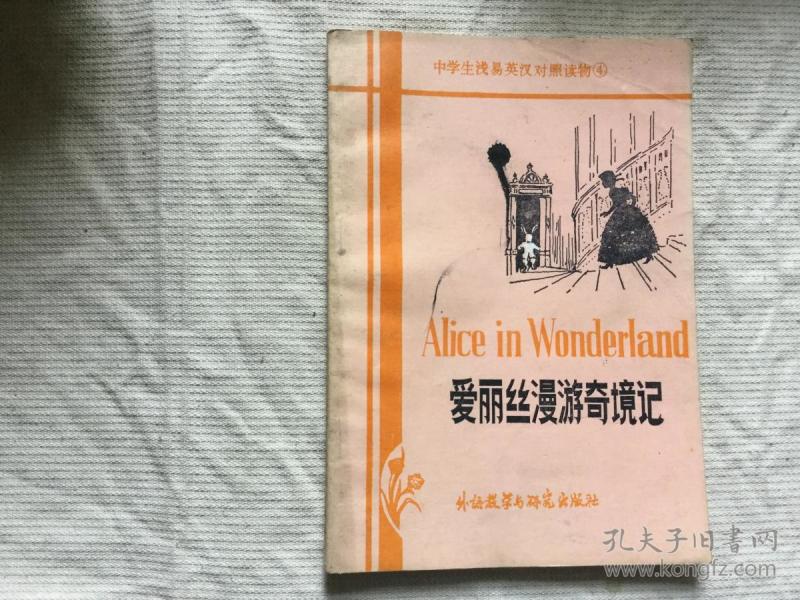 中学生浅易英汉对照读物④
Alice in Wonderland
爱丽丝漫游奇境记
外语教学与研究出版社
孔夫子旧書网
www.kongfz.com